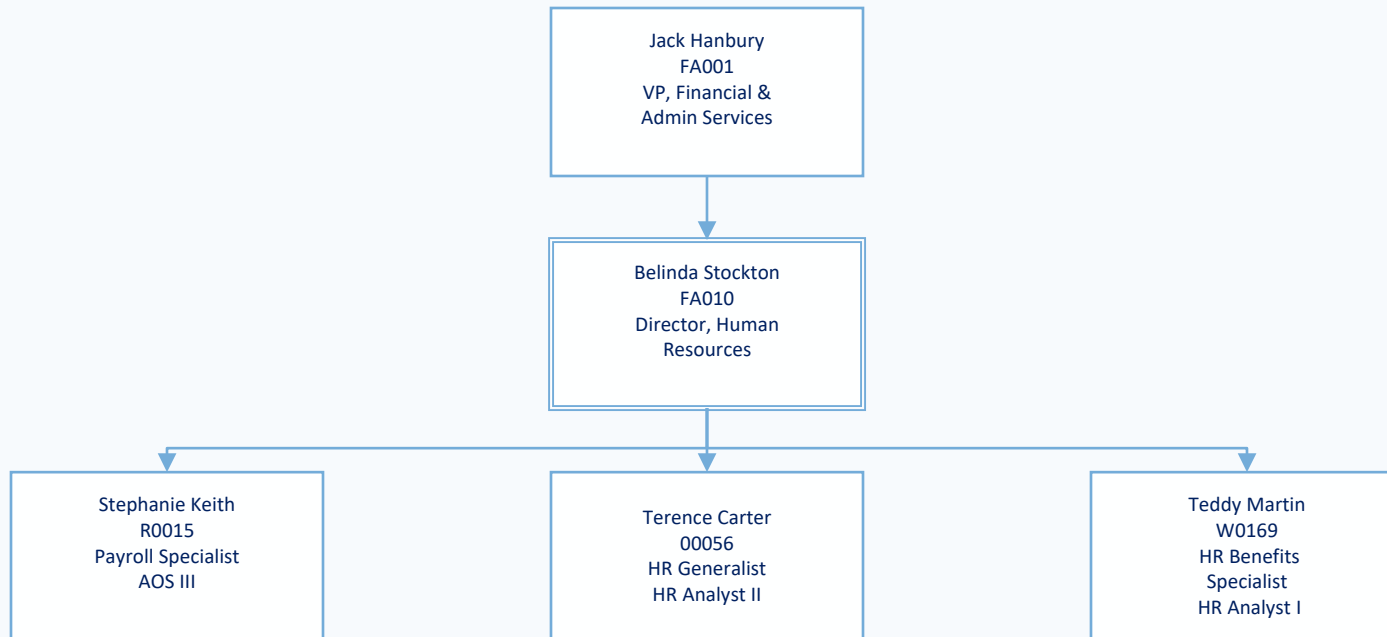 Jack Hanbury
FA001
VP, Financial &
Admin Services
Belinda Stockton
FA010
Director, Human
Resources
Stephanie Keith
R0015
Payroll Specialist
AOS III
Terence Carter
00056
HR Generalist
HR Analyst II
Teddy Martin
W0169
HR Benefits
Specialist
HR Analyst I